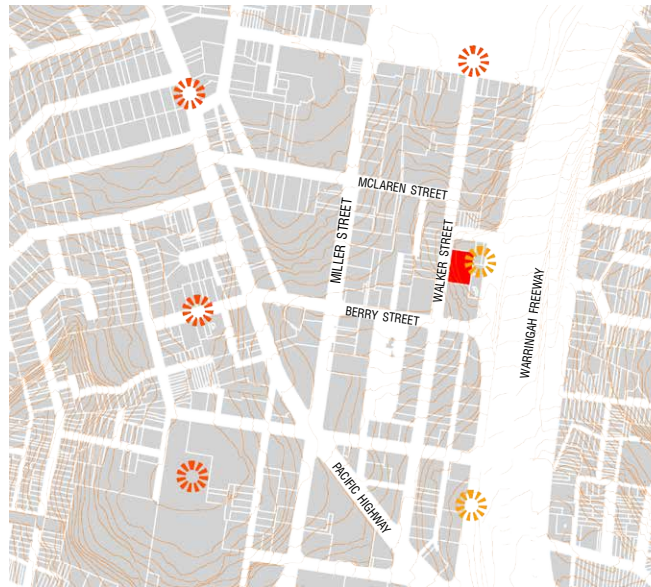 MCLAREN STREET
MILLER STREET
WALKER STREET
BERRY STREET
WARRINGAH FREEWAY
PACIFIC HIGHWAY